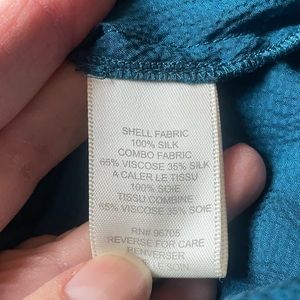 SHELL FABRIC
100% SILK
COMBO FABRIC
65% VISCOSE 35% SILK
A CALER LE TISSU
100% SOIE
TISSU COMBINE
65% VISCOSE 35% SOIE
RN# 96705
REVERSE FOR CARE
RENVERSER
SOIN